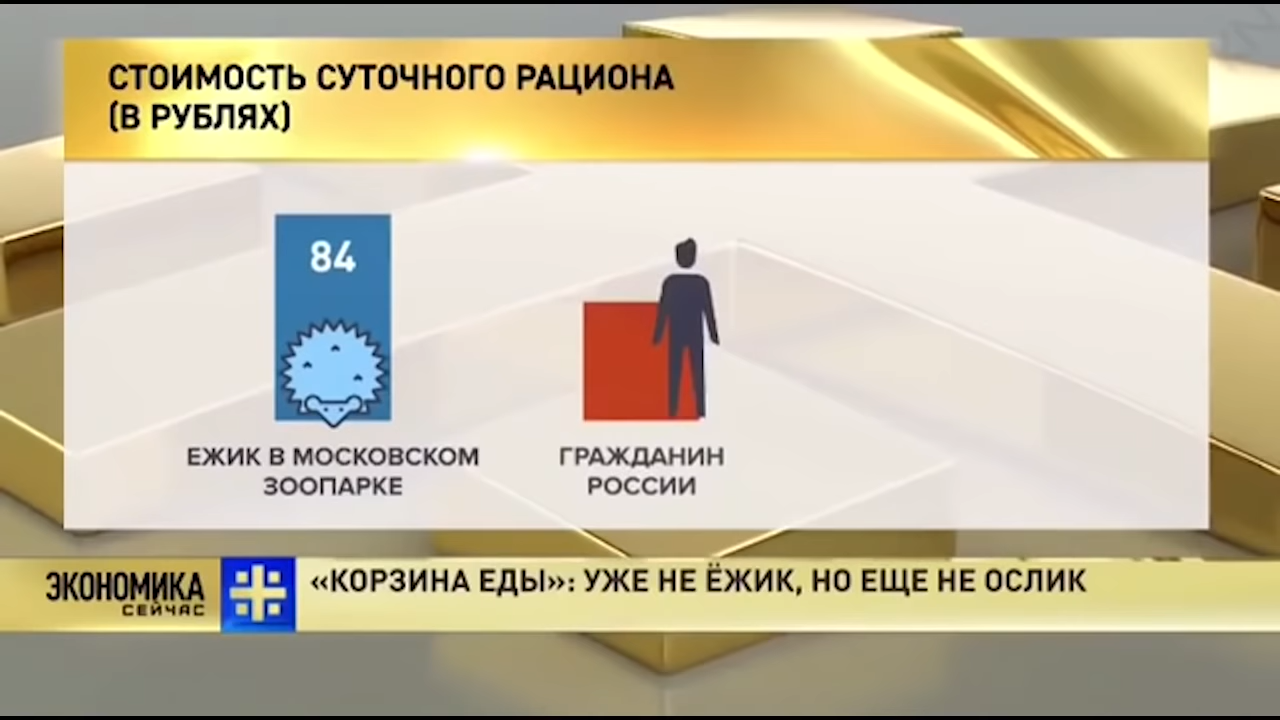 СТОИМОСТЬ СУТОЧНОГО РАЦИОНА
(В РУБЛЯХ)
84
ЕЖИК В МОСКОВСКОМ
ЗООПАРКЕ
ГРАЖДАНИН
РОССИИ
ЭКОНОМИКА
СЕЙЧАС
«КОРЗИНА ЕДЫ»: УЖЕ НЕ ЁЖИК, НО ЕЩЕ НЕ ОСЛИК